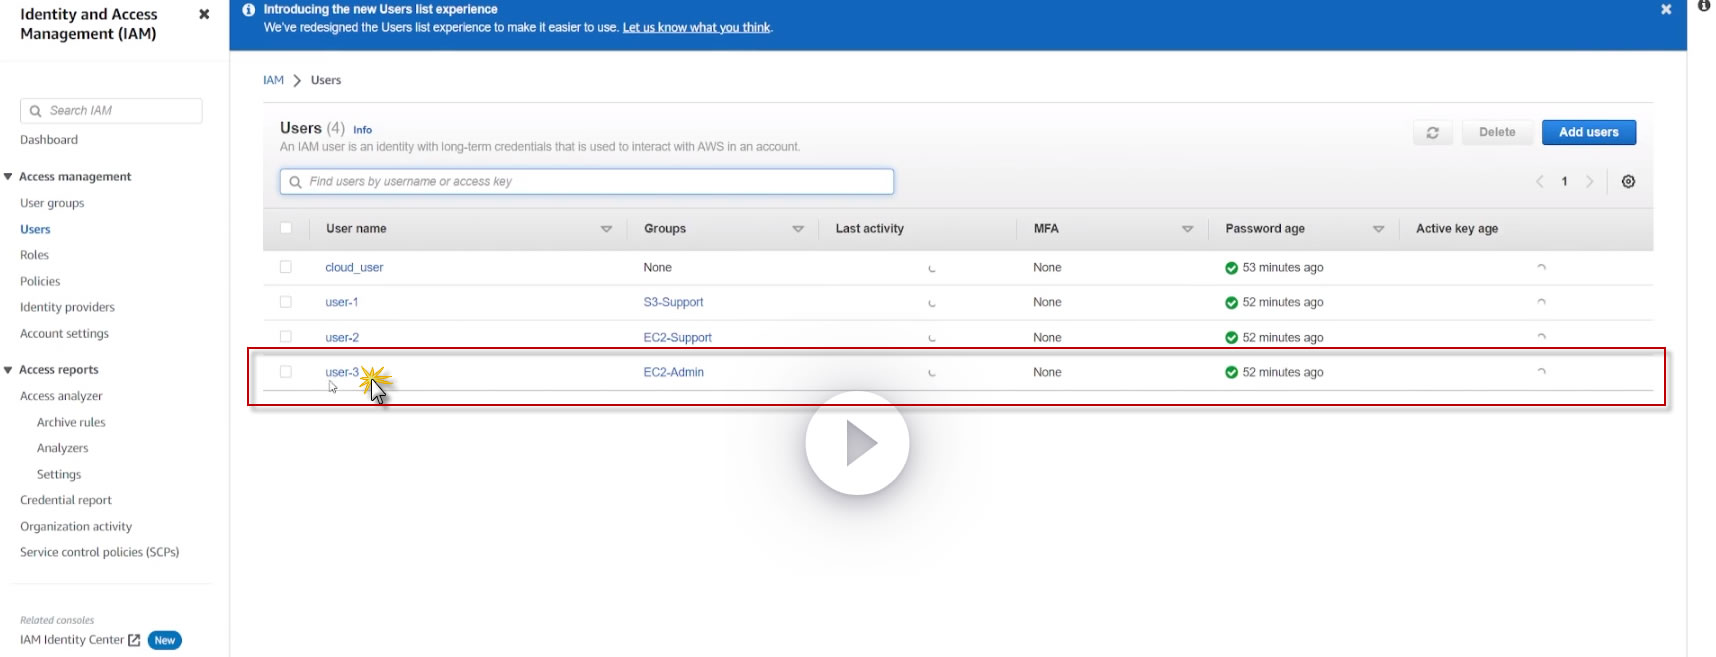 Identity and Access
Management (IAM)
Search IAM
Dashboard
Access management
User groups
Users
Roles
Policies
Identity providers
Account settings
Access reports
Access analyzer
Archive rules
Analyzers
Settings
Credential report
Organization activity
Service control policies (SCPs)
Related consoles
IAM Identity Center New
Introducing the new Users list experience
We've redesigned the Users list experience to make it easier to use. Let us know what you think.
IAM > Users
Users (4) Info
An IAM user is an identity with long-term credentials that is used to interact with AWS in an account.
Delete Add users
Find users by username or access key
1
User name Groups Last activity MFA Password age Active key age
cloud_user None None 53 minutes ago
user-1 S3-Support None 52 minutes ago
user-2 EC2-Support None 52 minutes ago
user-3 EC2-Admin None 52 minutes ago